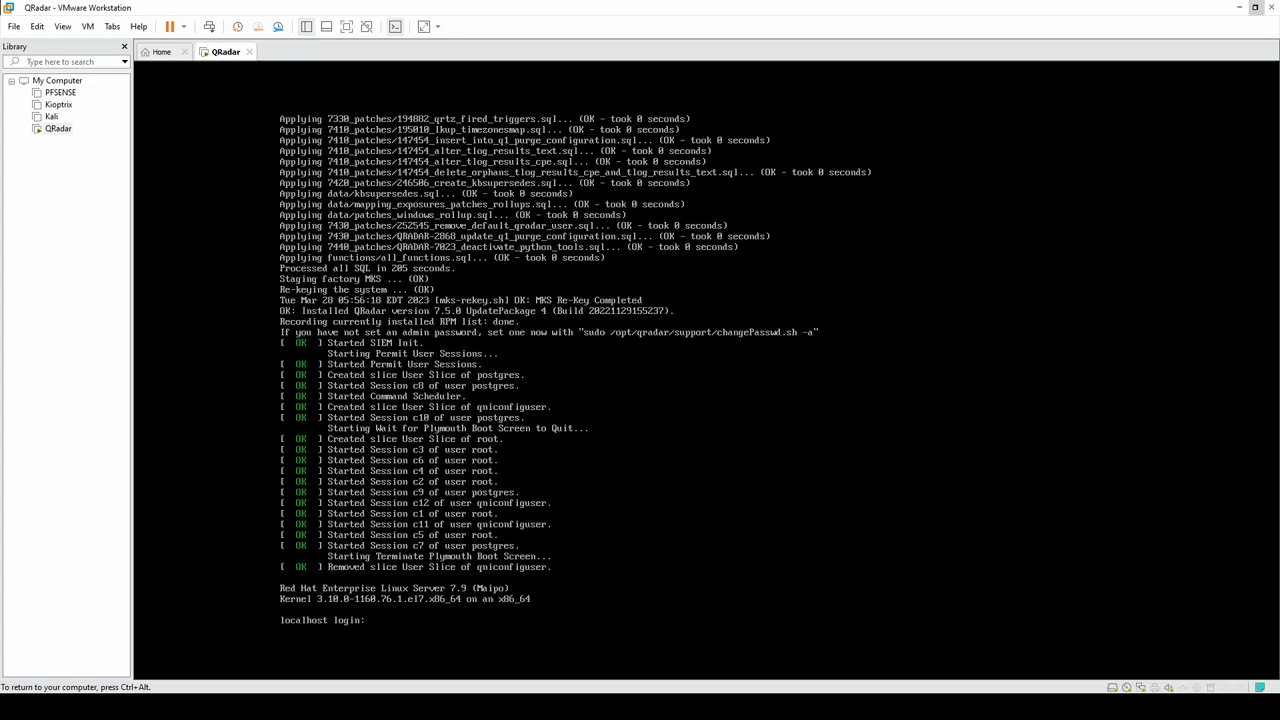 QRadar - VMware Workstation
File Edit View VM Tabs Help
Library
Type here to search
My Computer
PFSENSE
Kioptrix
Kali
QRadar
Home
QRadar
Applying 7330_patches/194882_qrtz_fired_triggers.sql... (OK - took 0 seconds)
Applying 7410_patches/195010_lkup_timezonesmap.sql... (OK - took 0 seconds)
Applying 7410_patches/147454_insert_into_q1_purge_configuration.sql... (OK - took 0 seconds)
Applying 7410_patches/147454_alter_tlog_results_text.sql... (OK - took 0 seconds)
Applying 7410_patches/147454_alter_tlog_results_cpe.sql... (OK - took 0 seconds)
Applying 7410_patches/147454_delete_orphans_tlog_results_cpe_and_tlog_results_text.sql... (OK - took 0 seconds)
Applying 7420_patches/246506_create_kbsupersedes.sql... (OK - took 0 seconds)
Applying data/kbsupersedes.sql... (OK - took 0 seconds)
Applying data/mapping_exposures_patches_rollups.sql... (OK - took 0 seconds)
Applying data/patches_windows_rollup.sql... (OK - took 0 seconds)
Applying 7430_patches/252545_remove_default_qradar_user.sql... (OK - took 0 seconds)
Applying 7430_patches/QRADAR-2868_update_q1_purge_configuration.sql... (OK - took 0 seconds)
Applying 7440_patches/QRADAR-7023_deactivate_python_tools.sql... (OK - took 0 seconds)
Applying functions/all_functions.sql... (OK - took 0 seconds)
Processed all SQL in 205 seconds.
Staging factory MKS ... (OK)
Re-keying the system ... (OK)
Tue Mar 28 05:56:18 EDT 2023 [mks-rekey.sh] OK: MKS Re-Key Completed
OK: Installed QRadar version 7.5.0 UpdatePackage 4 (Build 20221129155237).
Recording currently installed RPM list: done.
If you have not set an admin password, set one now with "sudo /opt/qradar/support/changePasswd.sh -a"
[ OK ] Started SIEM Init.
Starting Permit User Sessions...
[ OK ] Started Permit User Sessions.
[ OK ] Created slice User Slice of postgres.
[ OK ] Started Session c8 of user postgres.
[ OK ] Started Command Scheduler.
[ OK ] Created slice User Slice of qniconfiguser.
[ OK ] Started Session c10 of user postgres.
Starting Wait for Plymouth Boot Screen to Quit...
[ OK ] Created slice User Slice of root.
[ OK ] Started Session c3 of user root.
[ OK ] Started Session c6 of user root.
[ OK ] Started Session c4 of user root.
[ OK ] Started Session c2 of user root.
[ OK ] Started Session c9 of user postgres.
[ OK ] Started Session c12 of user qniconfiguser.
[ OK ] Started Session c1 of user root.
[ OK ] Started Session c11 of user qniconfiguser.
[ OK ] Started Session c5 of user root.
[ OK ] Started Session c7 of user postgres.
Starting Terminate Plymouth Boot Screen...
[ OK ] Removed slice User Slice of qniconfiguser.
Red Hat Enterprise Linux Server 7.9 (Maipo)
Kernel 3.10.0-1160.76.1.el7.x86_64 on an x86_64
localhost login:
To return to your computer, press Ctrl+Alt.